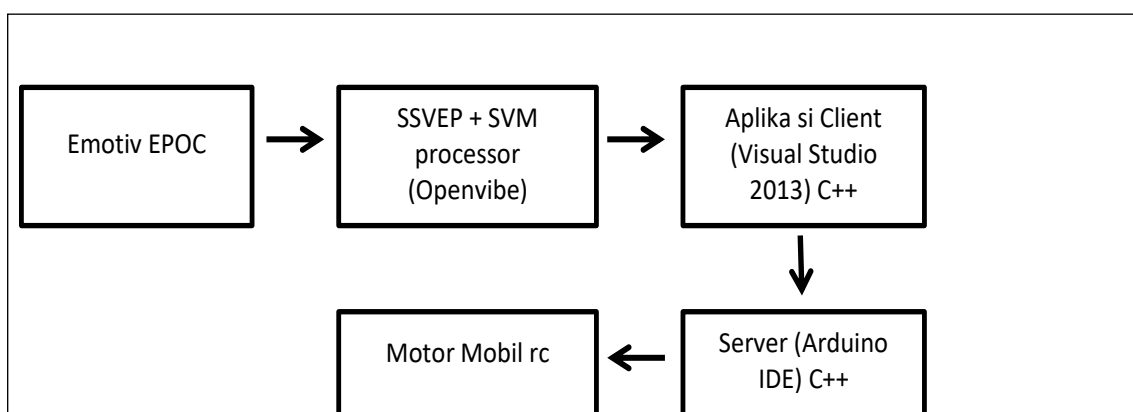 Emotiv EPOC
SSVEP + SVM
processor
(Openvibe)
Aplika si Client
(Visual Studio
2013) C++
Motor Mobil rc
Server (Arduino
IDE) C++